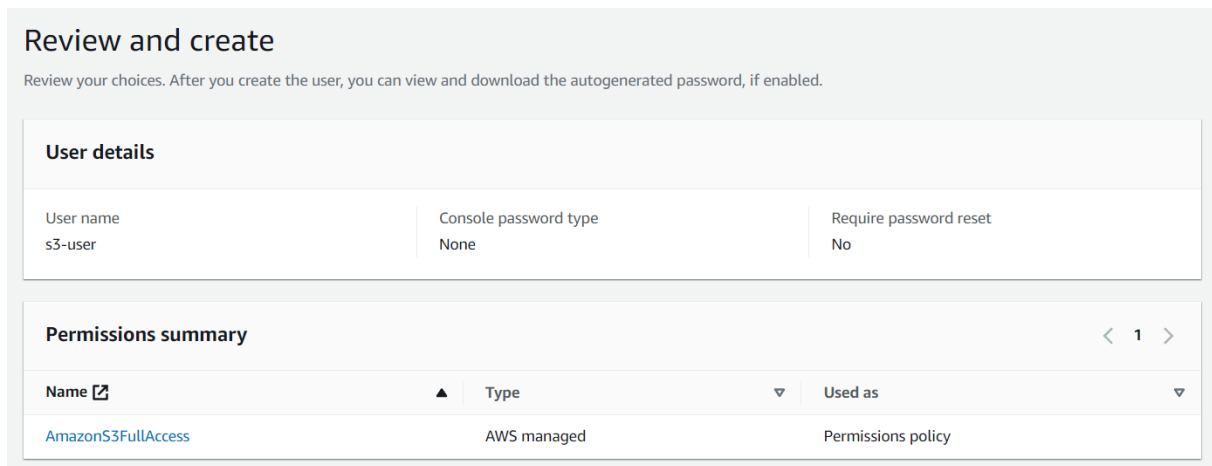 Review and create
Review your choices. After you create the user, you can view and download the autogenerated password, if enabled.
User details
User name Console password type Require password reset
s3-user None No
Permissions summary 1
Name Type Used as
AmazonS3FullAccess AWS managed Permissions policy